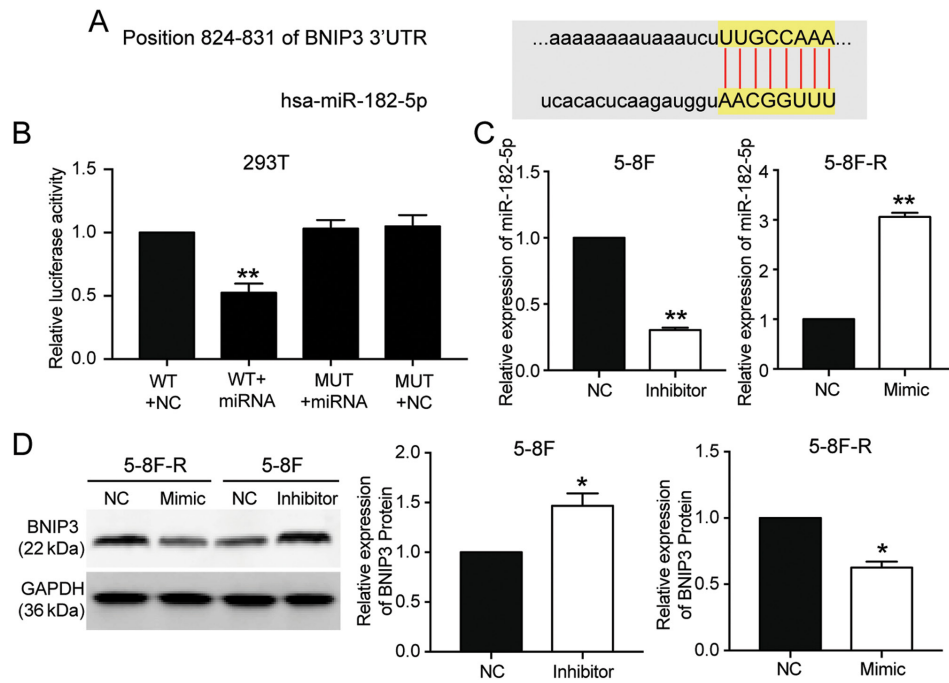 A
Position 824-831 of BNIP3 3'UTR
...aaaaaaaauaaaucuUUGCCAAA...
hsa-miR-182-5p
ucacacucaagaugguAACGGUUU
B
293T
Relative luciferase acitivity
1.5
1.0
0.5
0.0
**
WT +NC
WT+ miRNA
MUT +miRNA
MUT +NC
C
5-8F
Relative expression of miR-182-5p
1.5
1.0
0.5
0.0
**
NC
Inhibitor
5-8F-R
Relative expression of miR-182-5p
4
3
2
1
0
**
NC
Mimic
D
5-8F-R
5-8F
NC
Mimic
NC
Inhibitor
BNIP3
(22 kDa)
GAPDH
(36 kDa)
5-8F
Relative expression
of BNIP3 Protein
2.0
1.5
1.0
0.5
0.0
*
NC
Inhibitor
5-8F-R
Relative expression
of BNIP3 Protein
1.5
1.0
0.5
0.0
*
NC
Mimic